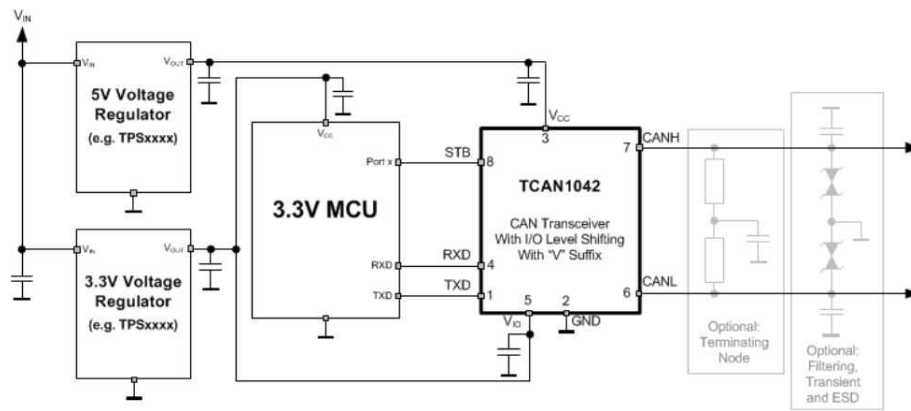 VIN
VIN
VOUT
5V Voltage
Regulator
(e.g. TPSxxxx)
VIN
VOUT
3.3V Voltage
Regulator
(e.g. TPSxxxx)
VCC
Port x
3.3V MCU
RXD
TXD
STB
RXD
TXD
VCC
3
8
7
TCAN1042
CAN Transceiver
With I/O Level Shifting
With “V” Suffix
4
1
5
2
6
VIO
GND
CANH
CANL
Optional:
Terminating
Node
Optional:
Filtering,
Transient
and ESD